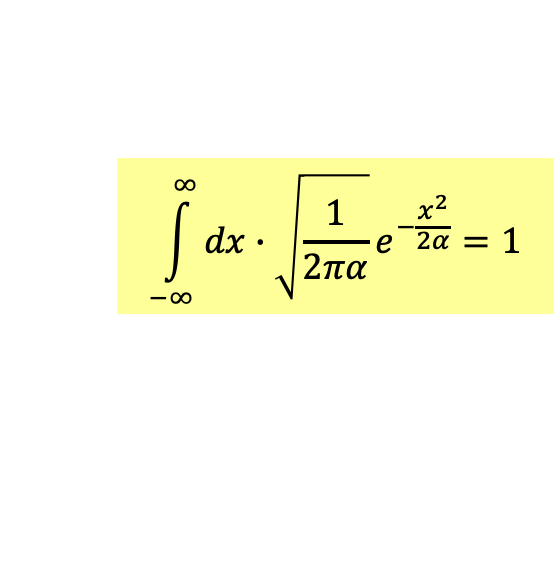 ∫_{−∞}^{∞} dx · √(1/(2πα)) e^{−x²/(2α)} = 1